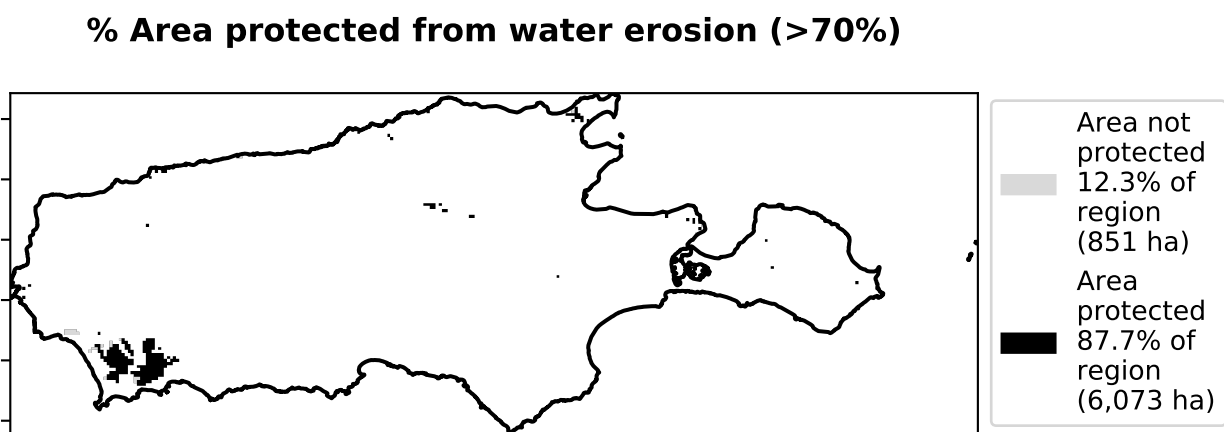 % Area protected from water erosion (>70%)
Area not
protected
12.3% of
region
(851 ha)
Area
protected
87.7% of
region
(6,073 ha)